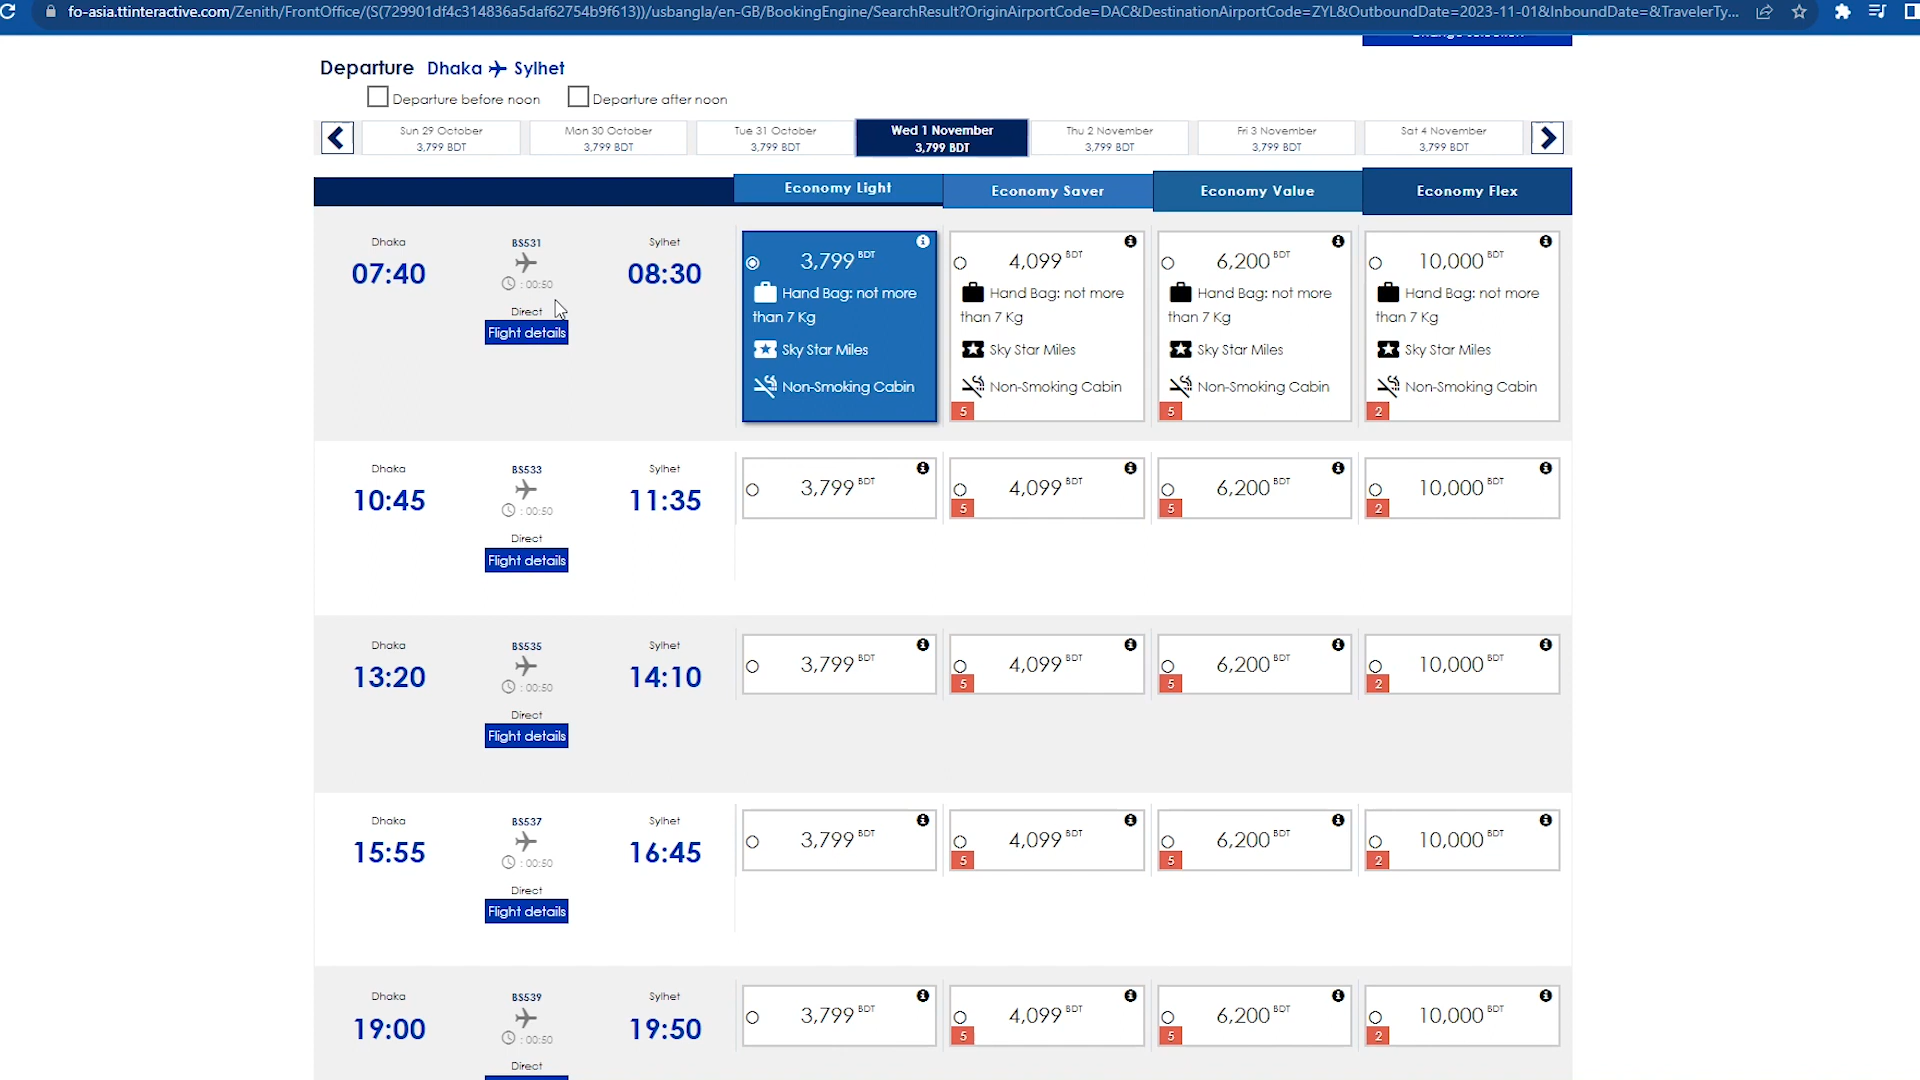 fo-asia.ttinteractive.com/Zenith/FrontOffice/(S(729901df4c314836a5daf62754b9f613))/usbangla/en-GB/BookingEngine/SearchResult?OriginAirportCode=DAC&DestinationAirportCode=ZYL&OutboundDate=2023-11-01&InboundDate=&TravelerTy...
Departure Dhaka Sylhet
Departure before noon Departure after noon
Sun 29 October Mon 30 October Tue 31 October Wed 1 November Thu 2 November Fri 3 November Sat 4 November
3,799 BDT 3,799 BDT 3,799 BDT 3,799 BDT 3,799 BDT 3,799 BDT 3,799 BDT
Economy Light Economy Saver Economy Value Economy Flex
Dhaka BS531 Sylhet
07:40 08:30 3,799 BDT 4,099 BDT 6,200 BDT 10,000 BDT
: 00:50 Hand Bag: not more Hand Bag: not more Hand Bag: not more Hand Bag: not more
Direct than 7 Kg than 7 Kg than 7 Kg than 7 Kg
Flight details Sky Star Miles Sky Star Miles Sky Star Miles Sky Star Miles
Non-Smoking Cabin Non-Smoking Cabin Non-Smoking Cabin Non-Smoking Cabin
5 5 2
Dhaka BS533 Sylhet
10:45 11:35 3,799 BDT 4,099 BDT 6,200 BDT 10,000 BDT
: 00:50 5 5 2
Direct
Flight details
Dhaka BS535 Sylhet
13:20 14:10 3,799 BDT 4,099 BDT 6,200 BDT 10,000 BDT
: 00:50 5 5 2
Direct
Flight details
Dhaka BS537 Sylhet
15:55 16:45 3,799 BDT 4,099 BDT 6,200 BDT 10,000 BDT
: 00:50 5 5 2
Direct
Flight details
Dhaka BS539 Sylhet
19:00 19:50 3,799 BDT 4,099 BDT 6,200 BDT 10,000 BDT
: 00:50 5 5 2
Direct